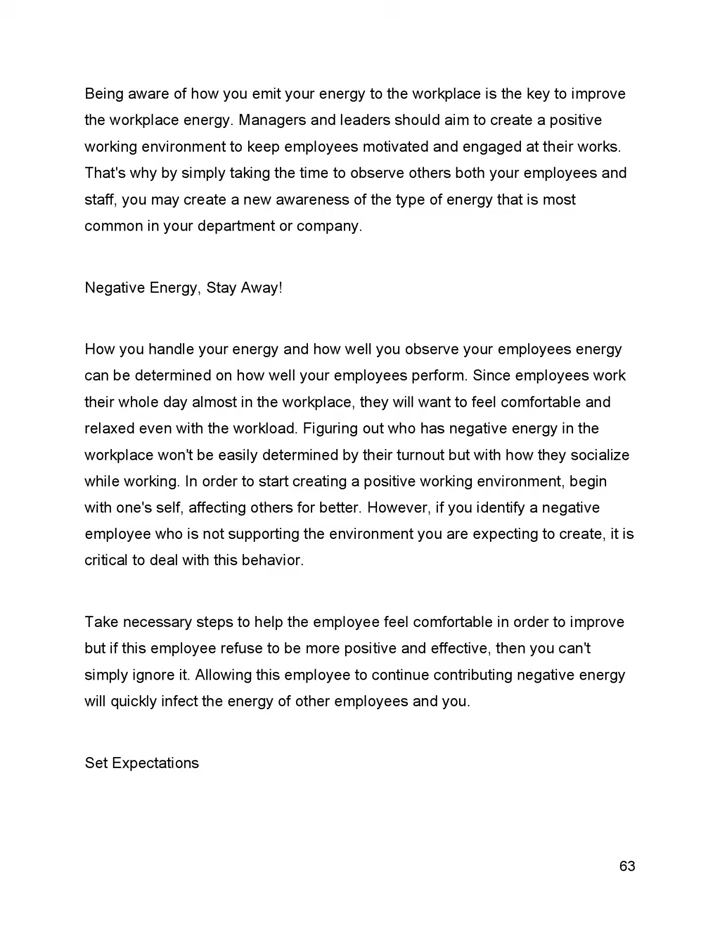 Being aware of how you emit your energy to the workplace is the key to improve
the workplace energy. Managers and leaders should aim to create a positive
working environment to keep employees motivated and engaged at their works.
That's why by simply taking the time to observe others both your employees and
staff, you may create a new awareness of the type of energy that is most
common in your department or company.
Negative Energy, Stay Away!
How you handle your energy and how well you observe your employees energy
can be determined on how well your employees perform. Since employees work
their whole day almost in the workplace, they will want to feel comfortable and
relaxed even with the workload. Figuring out who has negative energy in the
workplace won't be easily determined by their turnout but with how they socialize
while working. In order to start creating a positive working environment, begin
with one's self, affecting others for better. However, if you identify a negative
employee who is not supporting the environment you are expecting to create, it is
critical to deal with this behavior.
Take necessary steps to help the employee feel comfortable in order to improve
but if this employee refuse to be more positive and effective, then you can't
simply ignore it. Allowing this employee to continue contributing negative energy
will quickly infect the energy of other employees and you.
Set Expectations
63